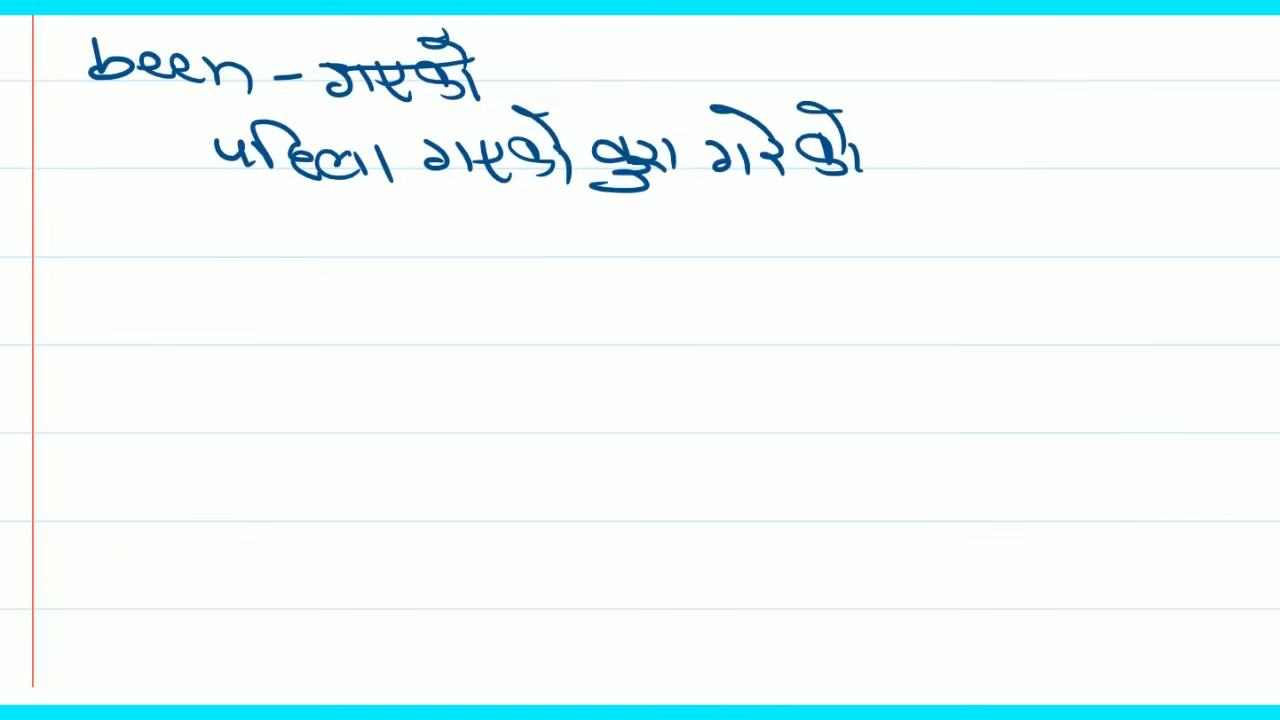 been - गएको
पहिला गएको कुरा गरेको